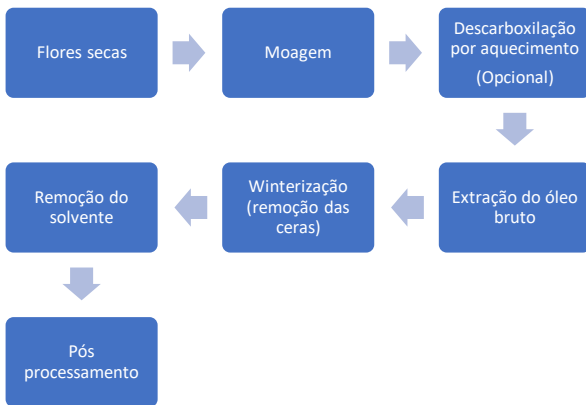 Flores secas
Moagem
Descarboxilação
por aquecimento
(Opcional)
Extração do óleo
bruto
Winterização
(remoção das
ceras)
Remoção do
solvente
Pós
processamento